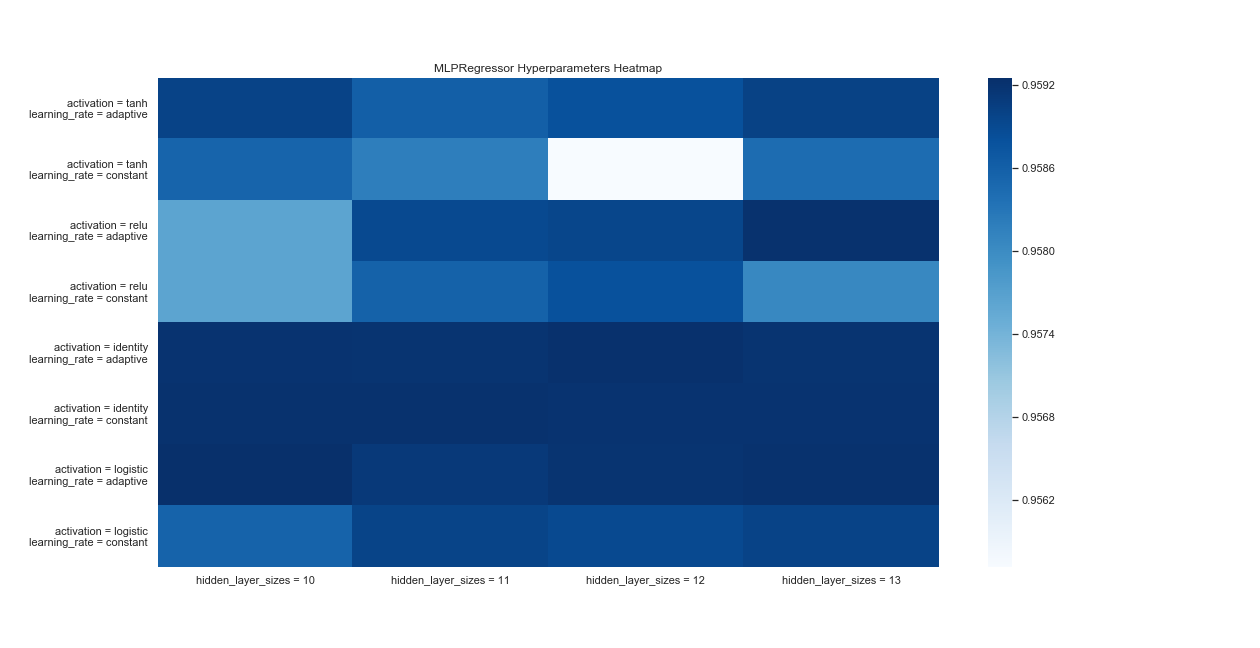 MLPRegressor Hyperparameters Heatmap
activation = tanh
learning_rate = adaptive
activation = tanh
learning_rate = constant
activation = relu
learning_rate = adaptive
activation = relu
learning_rate = constant
activation = identity
learning_rate = adaptive
activation = identity
learning_rate = constant
activation = logistic
learning_rate = adaptive
activation = logistic
learning_rate = constant
hidden_layer_sizes = 10
hidden_layer_sizes = 11
hidden_layer_sizes = 12
hidden_layer_sizes = 13
0.9592
0.9586
0.9580
0.9574
0.9568
0.9562